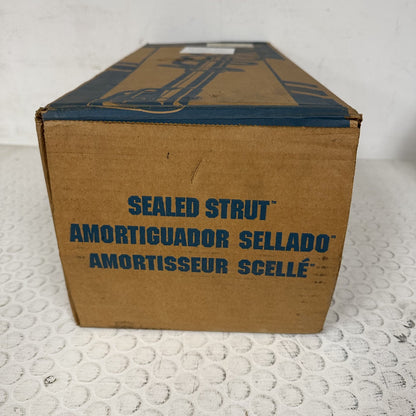 SEALED STRUT™
AMORTIGUADOR SELLADO™
AMORTISSEUR SCELLÉ™